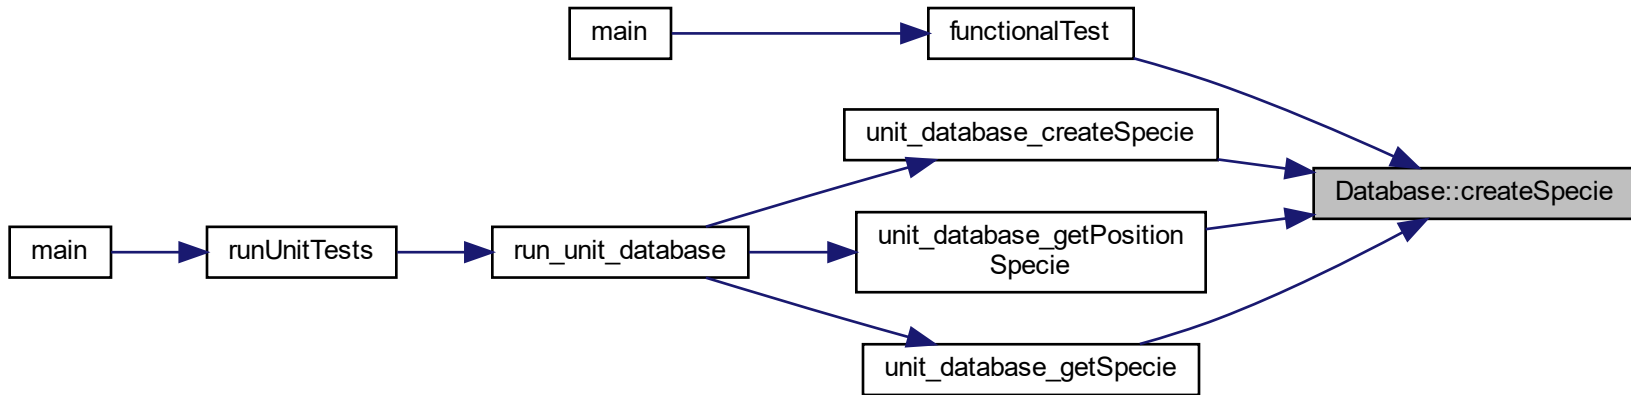 main
functionalTest
unit_database_createSpecie
Database::createSpecie
unit_database_getPosition
Specie
main
runUnitTests
run_unit_database
unit_database_getSpecie